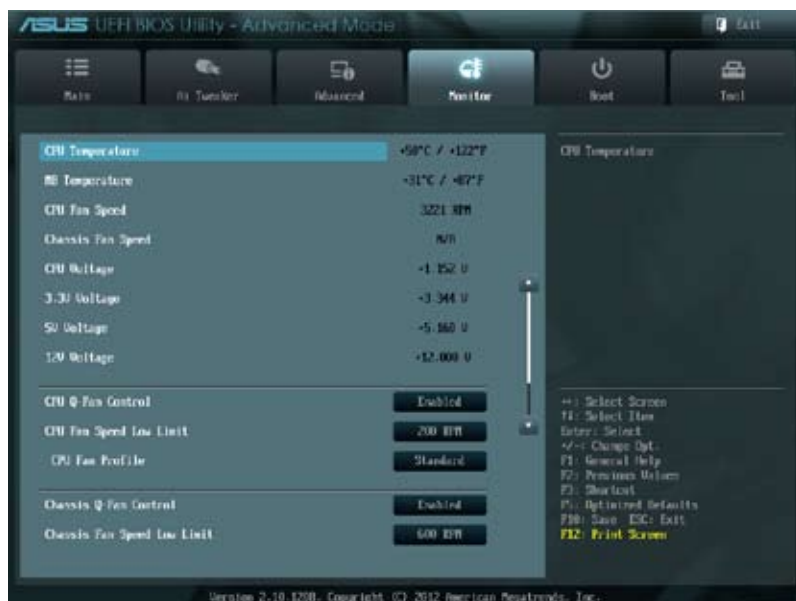 ASUS UEFI BIOS Utility - Advanced Mode
Exit
Main
Ai Tweaker
Advanced
Monitor
Boot
Tool
CPU Temperature +50°C / +122°F
MB Temperature +31°C / +87°F
CPU Fan Speed 3221 RPM
Chassis Fan Speed N/A
CPU Voltage +1.152 V
3.3V Voltage +3.344 V
5V Voltage +5.160 V
12V Voltage +12.000 V
CPU Q-Fan Control Enabled
CPU Fan Speed Low Limit 200 RPM
CPU Fan Profile Standard
Chassis Q-Fan Control Enabled
Chassis Fan Speed Low Limit 600 RPM
CPU Temperature
→←: Select Screen
↑↓: Select Item
Enter: Select
+/-: Change Opt.
F1: General Help
F2: Previous Values
F3: Shortcut
F5: Optimized Defaults
F10: Save ESC: Exit
F12: Print Screen
Version 2.10.1208. Copyright (C) 2012 American Megatrends, Inc.